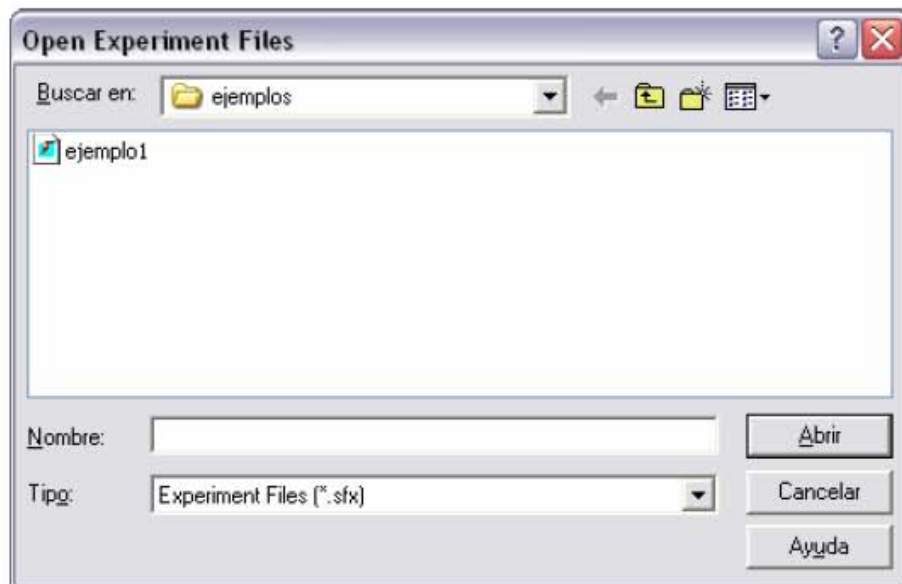 Open Experiment Files
Buscar en: ejemplos
ejemplo1
Nombre: Abrir
Tipo: Experiment Files (*.sfx) Cancelar
Ayuda